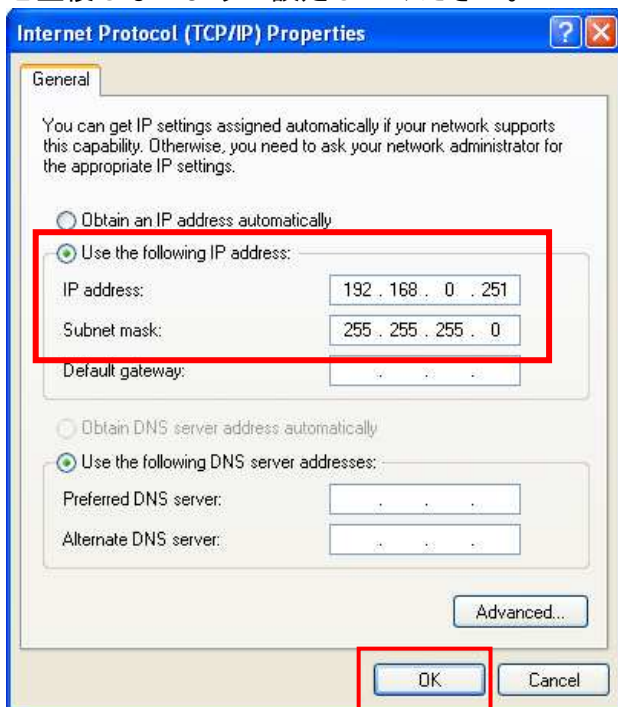 Internet Protocol (TCP/IP) Properties
General
You can get IP settings assigned automatically if your network supports
this capability. Otherwise, you need to ask your network administrator for
the appropriate IP settings.
Obtain an IP address automatically
Use the following IP address:
IP address: 192 . 168 . 0 . 251
Subnet mask: 255 . 255 . 255 . 0
Default gateway: . . .
Obtain DNS server address automatically
Use the following DNS server addresses:
Preferred DNS server: . . .
Alternate DNS server: . . .
Advanced...
OK
Cancel